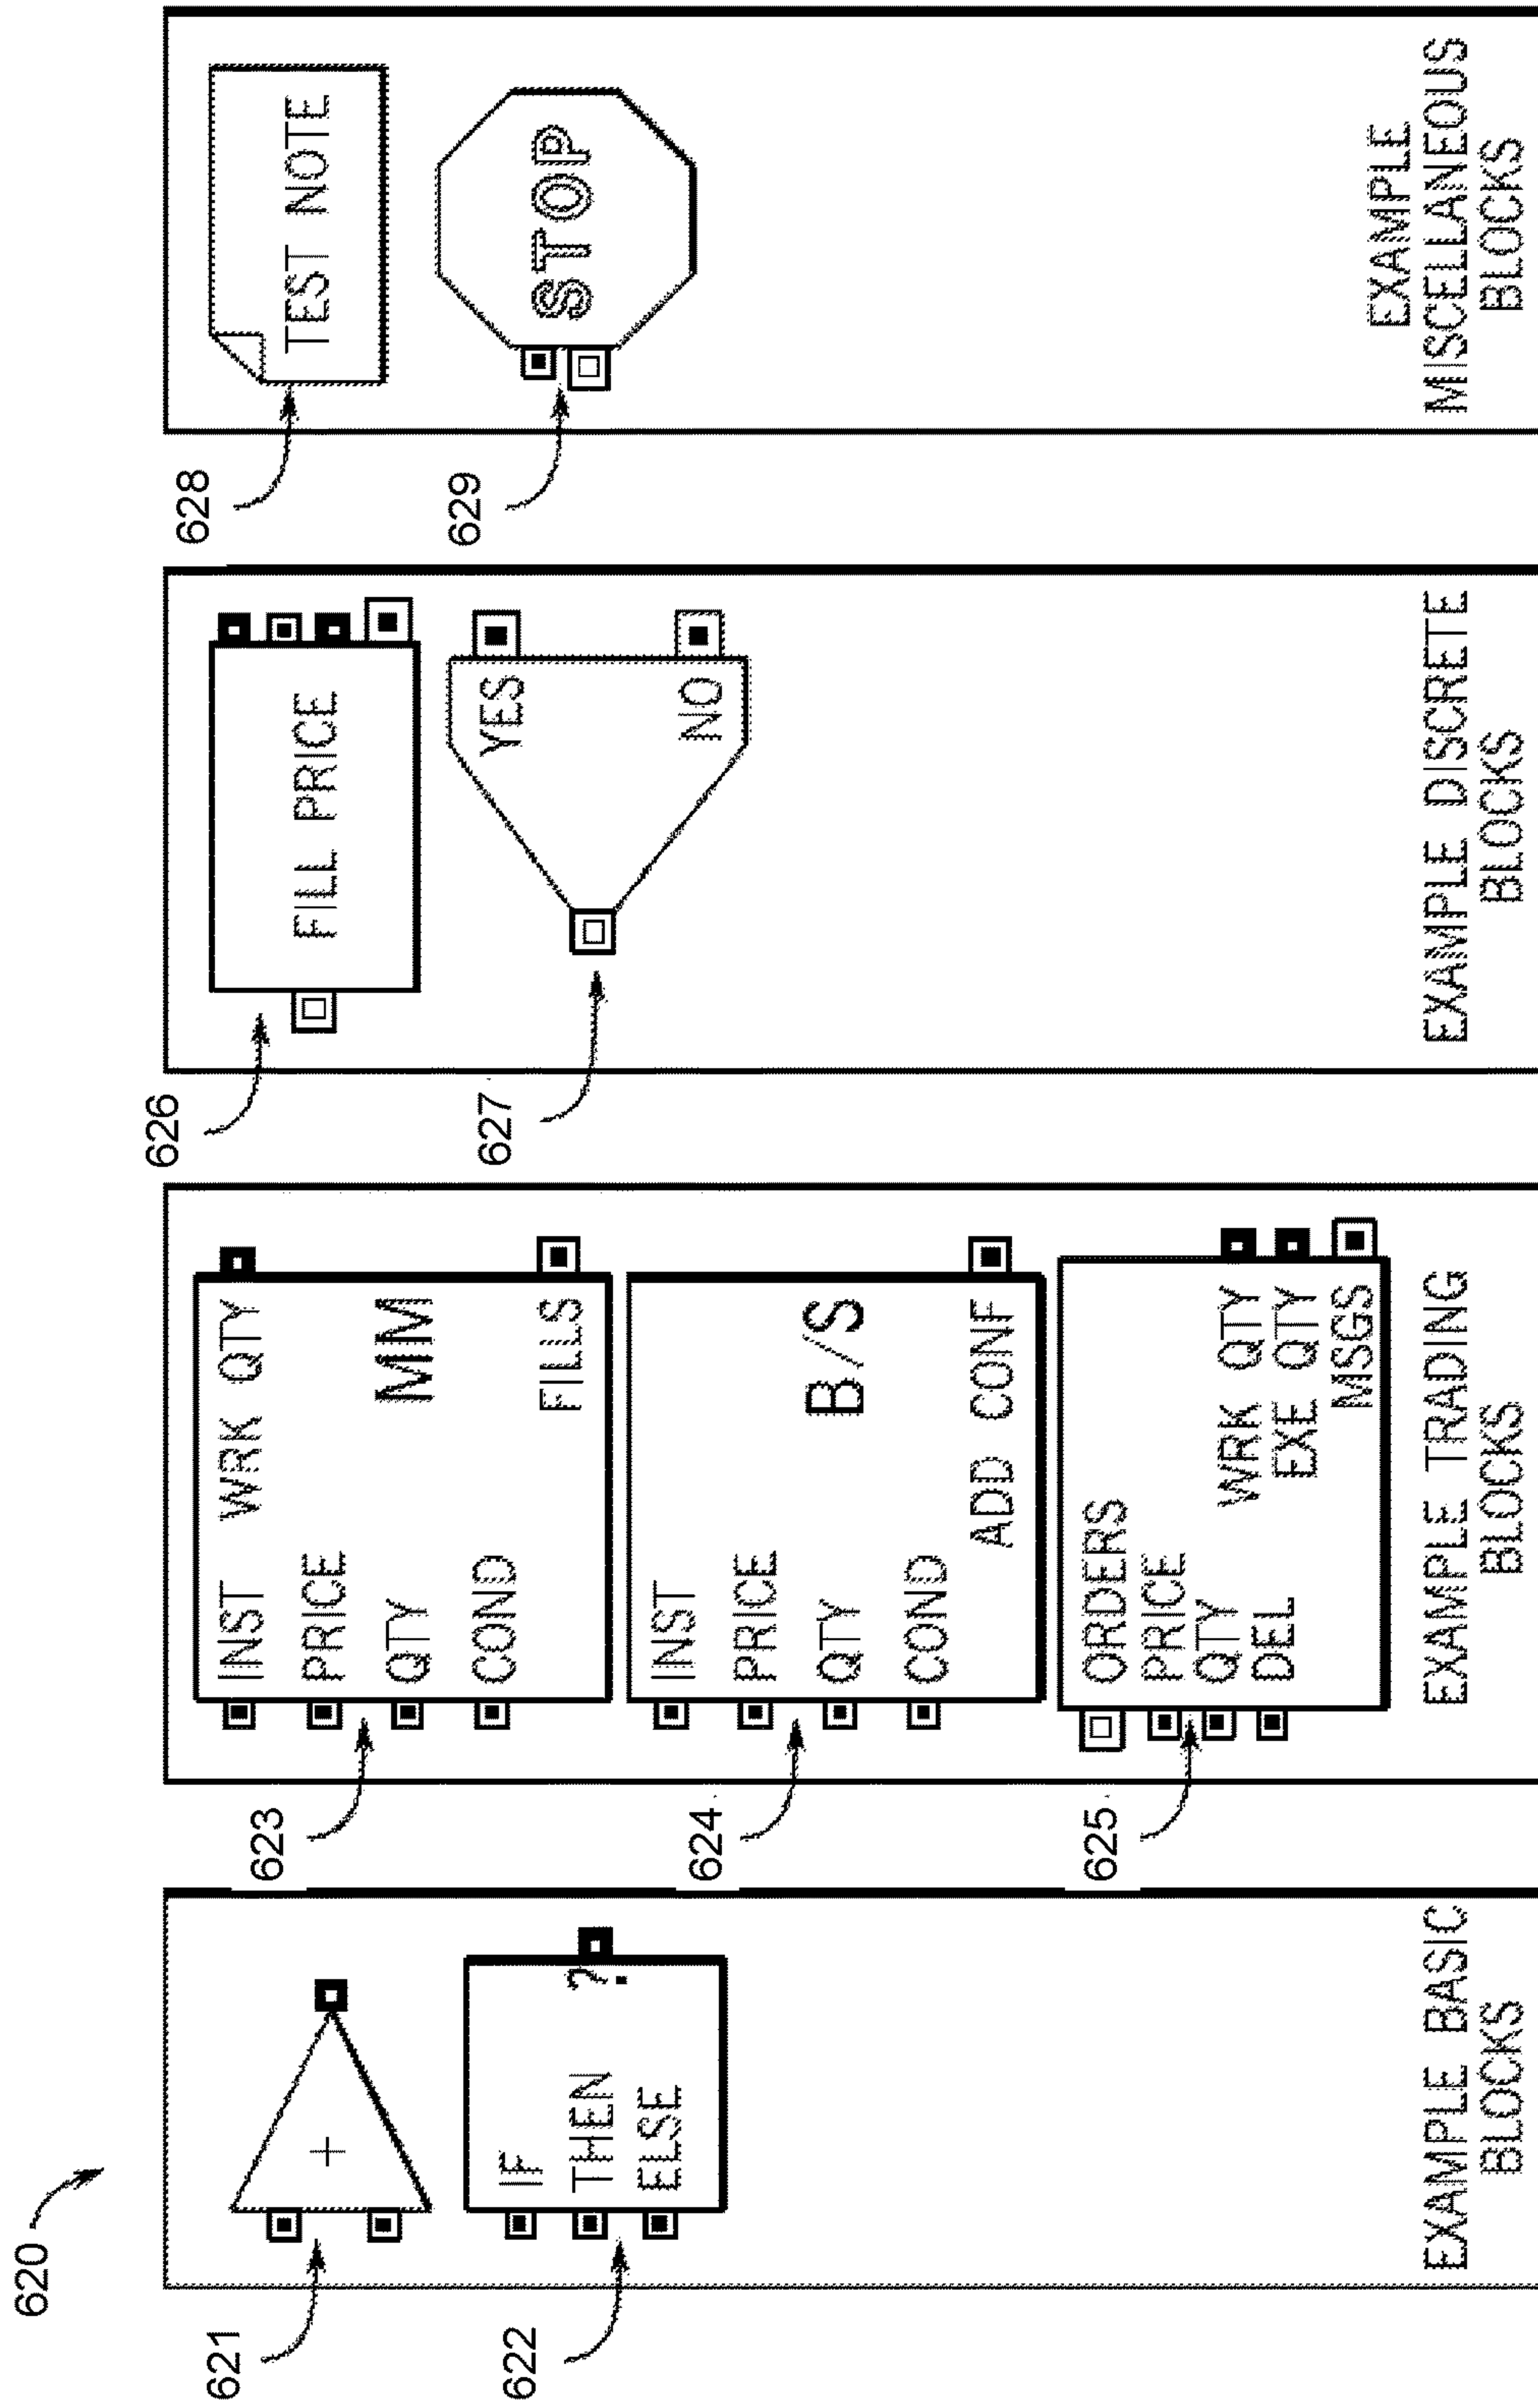 620
621
+
622
IF
THEN ?
ELSE
EXAMPLE BASIC
BLOCKS
623
INST WRK QTY
PRICE
QTY MM
COND
FILLS
624
INST
PRICE
QTY B/S
COND
ADD CONF
625
ORDERS
PRICE
QTY WRK QTY
DEL EXE QTY
MSGS
EXAMPLE TRADING
BLOCKS
626
FILL PRICE
627
YES
NO
EXAMPLE DISCRETE
BLOCKS
628
TEST NOTE
629
STOP
EXAMPLE
MISCELLANEOUS
BLOCKS